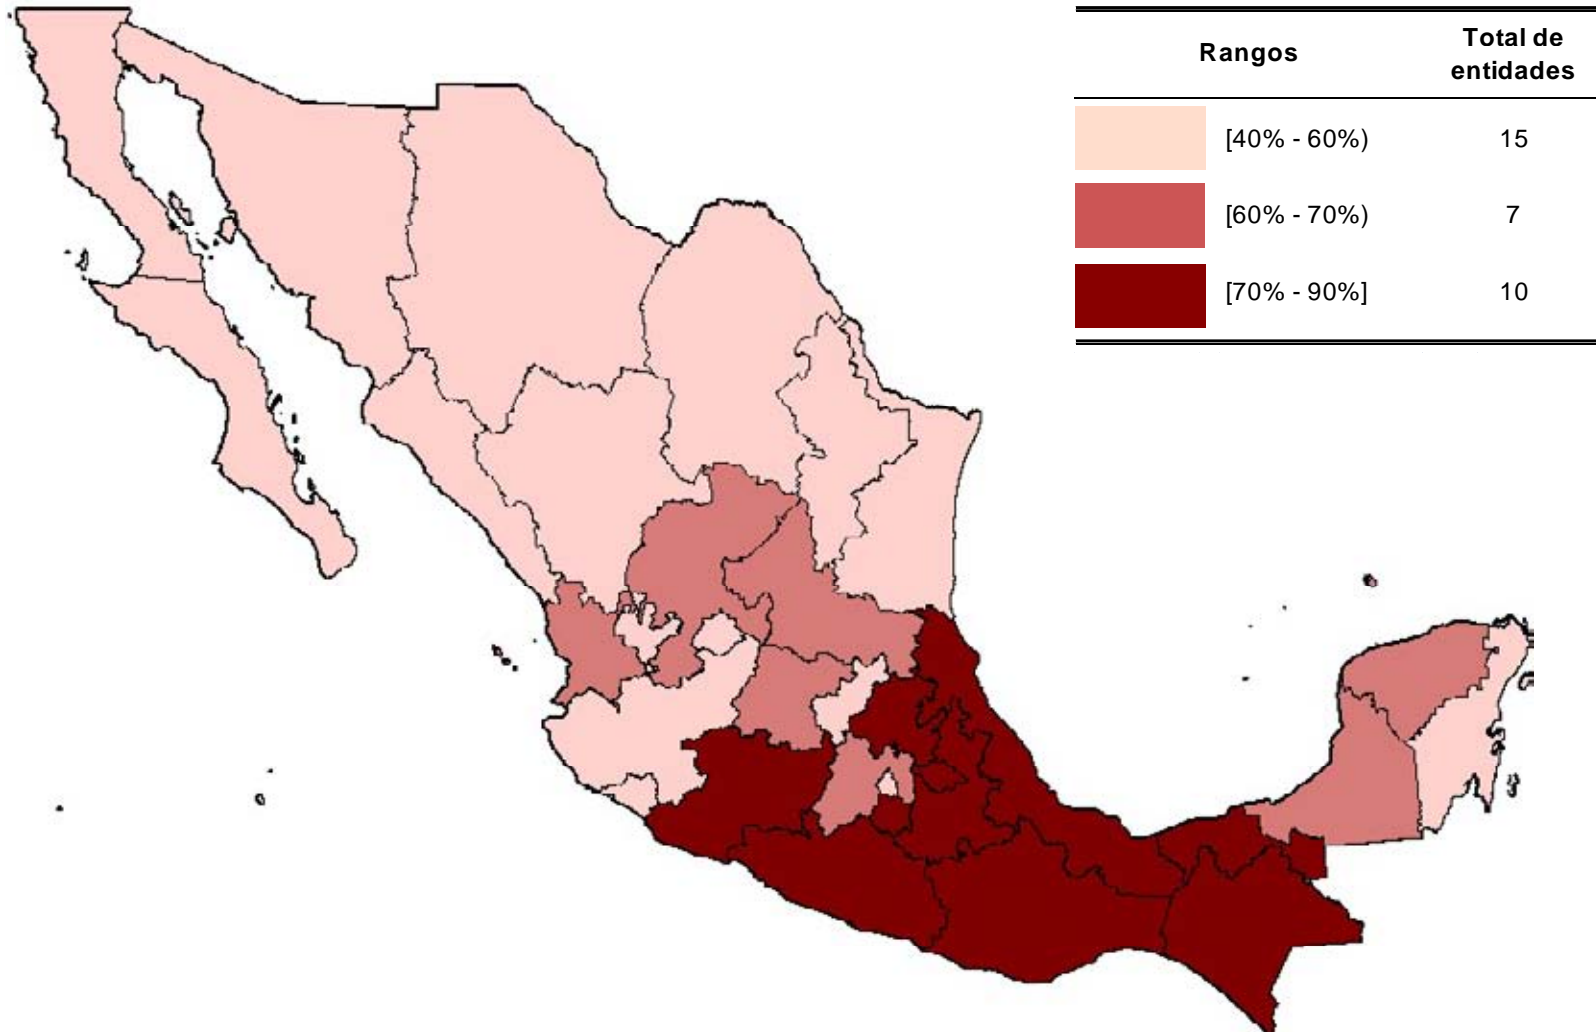 Rangos Total de entidades
[40% - 60%) 15
[60% - 70%) 7
[70% - 90%] 10